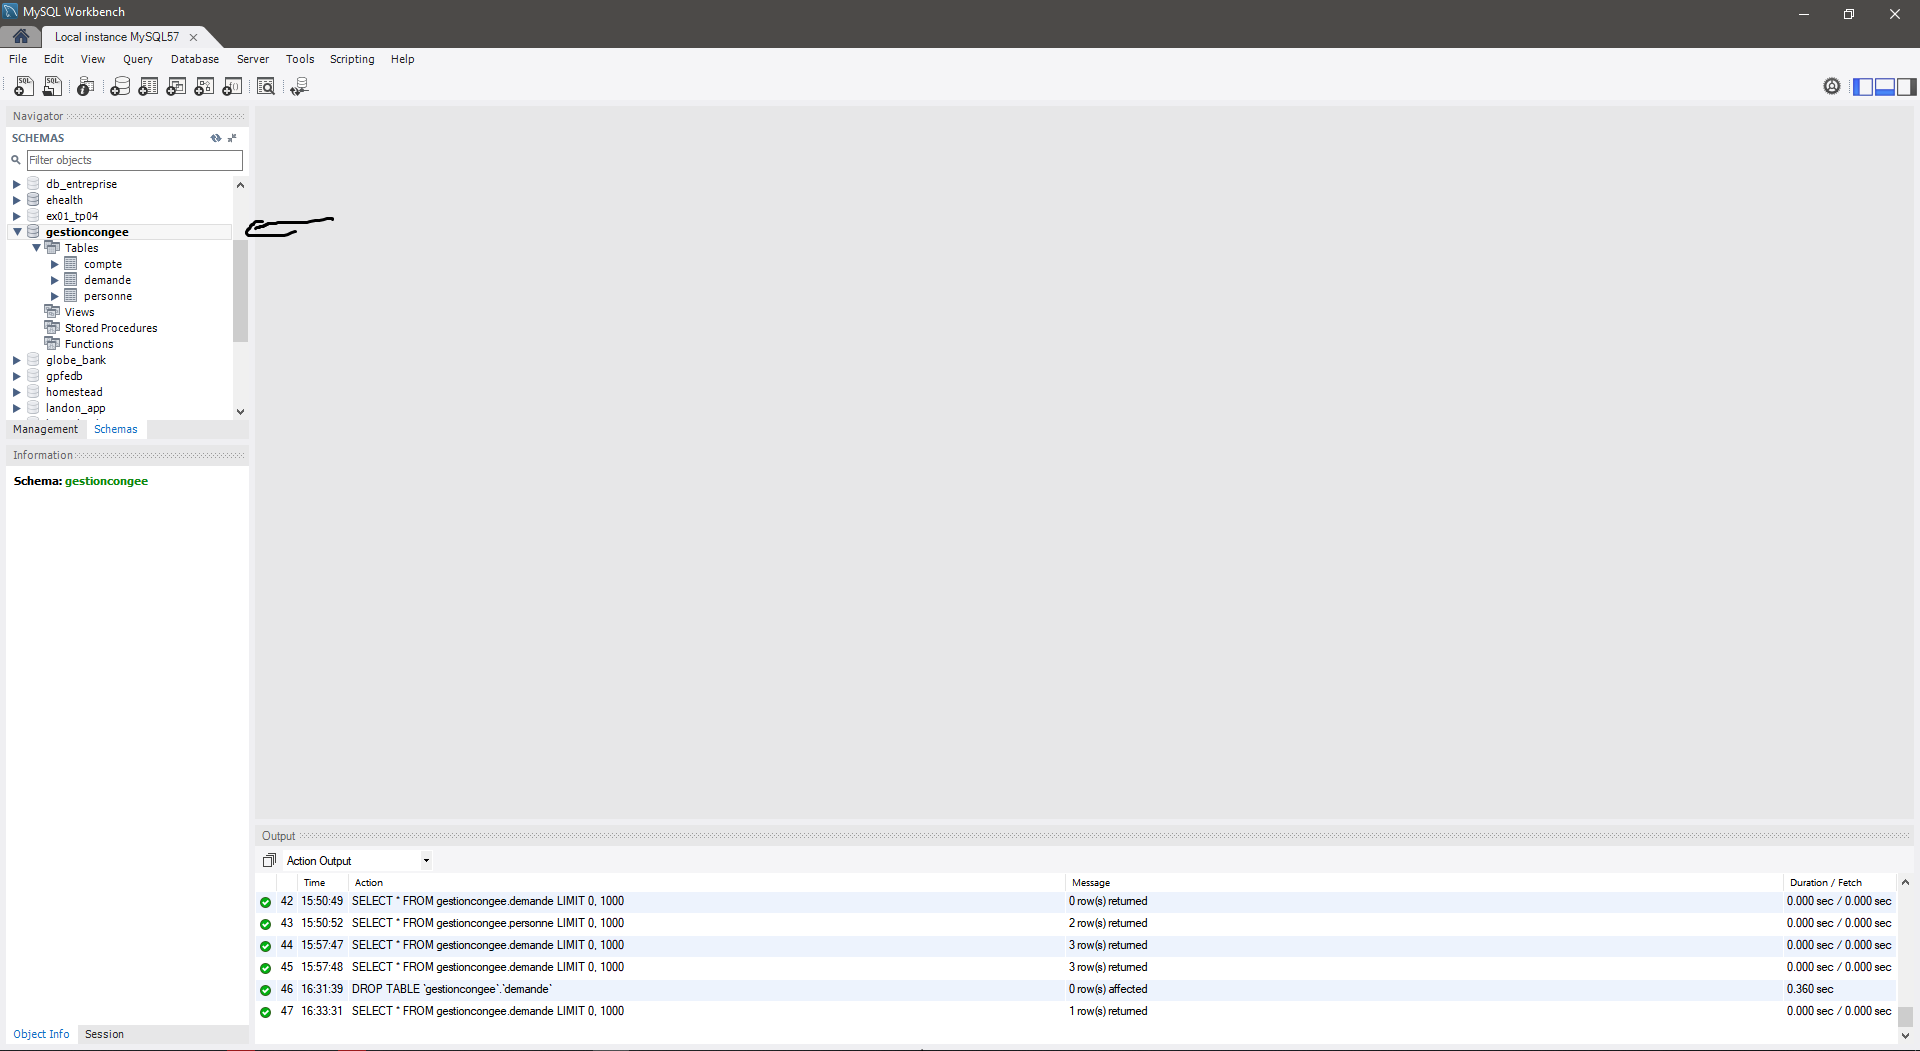 MySQL Workbench
Local instance MySQL57
File Edit View Query Database Server Tools Scripting Help
Navigator
SCHEMAS
Filter objects
db_entreprise
ehealth
ex01_tp04
gestioncongee
Tables
compte
demande
personne
Views
Stored Procedures
Functions
globe_bank
gpfedb
homestead
landon_app
Management Schemas
Information
Schema: gestioncongee
Output
Action Output
Time Action Message Duration / Fetch
42 15:50:49 SELECT * FROM gestioncongee.demande LIMIT 0, 1000 0 row(s) returned 0.000 sec / 0.000 sec
43 15:50:52 SELECT * FROM gestioncongee.personne LIMIT 0, 1000 2 row(s) returned 0.000 sec / 0.000 sec
44 15:57:47 SELECT * FROM gestioncongee.demande LIMIT 0, 1000 3 row(s) returned 0.000 sec / 0.000 sec
45 15:57:48 SELECT * FROM gestioncongee.demande LIMIT 0, 1000 3 row(s) returned 0.000 sec / 0.000 sec
46 16:31:39 DROP TABLE `gestioncongee`.`demande` 0 row(s) affected 0.360 sec
47 16:33:31 SELECT * FROM gestioncongee.demande LIMIT 0, 1000 1 row(s) returned 0.000 sec / 0.000 sec
Object Info Session